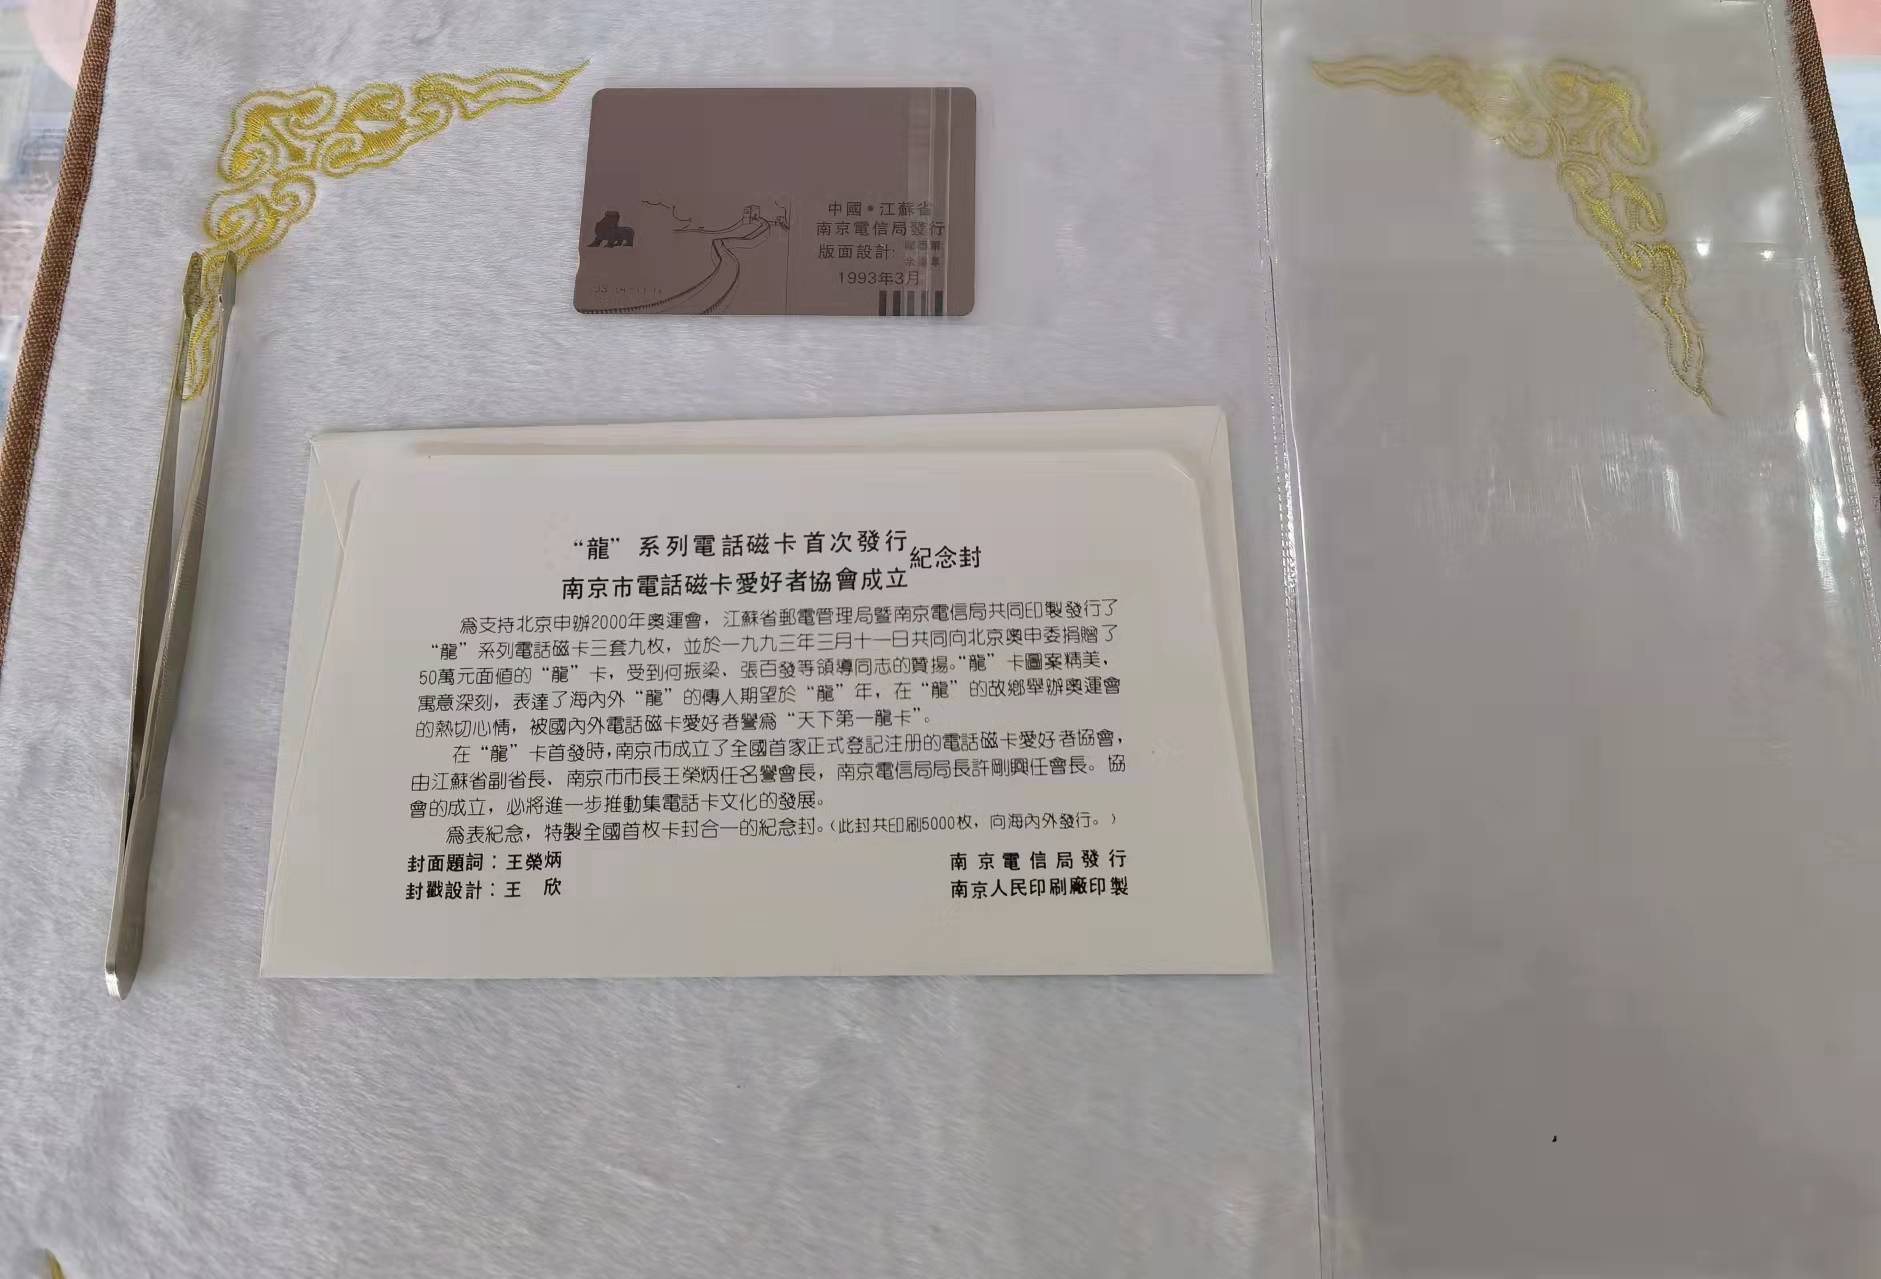 中國•江蘇省
南京電信局發行
版面設計:
1993年3月
“龍”系列電話磁卡首次發行
南京市電話磁卡愛好者協會成立
紀念封
為支持北京申辦2000年奧運會，江蘇省郵電管理局暨南京電信局共同印製發行了
“龍”系列電話磁卡三套九枚，並於一九九三年三月十一日共同向北京奧申委捐贈了
50萬元面值的“龍”卡，受到何振梁、張百發等領導同志的贊揚。“龍”卡圖案精美，
寓意深刻，表達了海內外“龍”的傳人期望於“龍”年，在“龍”的故鄉舉辦奧運會
的熱切心情，被國內外電話磁卡愛好者譽為“天下第一龍卡”。
在“龍”卡首發時，南京市成立了全國首家正式登記注册的電話磁卡愛好者協會，
由江蘇省副省長、南京市市長王榮炳任名譽會長，南京電信局局長許剛興任會長。協
會的成立，必將進一步推動集電話卡文化的發展。
為表紀念，特製全國首枚卡封合一的紀念封。（此封共印刷5000枚，向海內外發行。）
封面題詞：王榮炳
南京電信局發行
封戳設計：王 欣
南京人民印刷廠印製